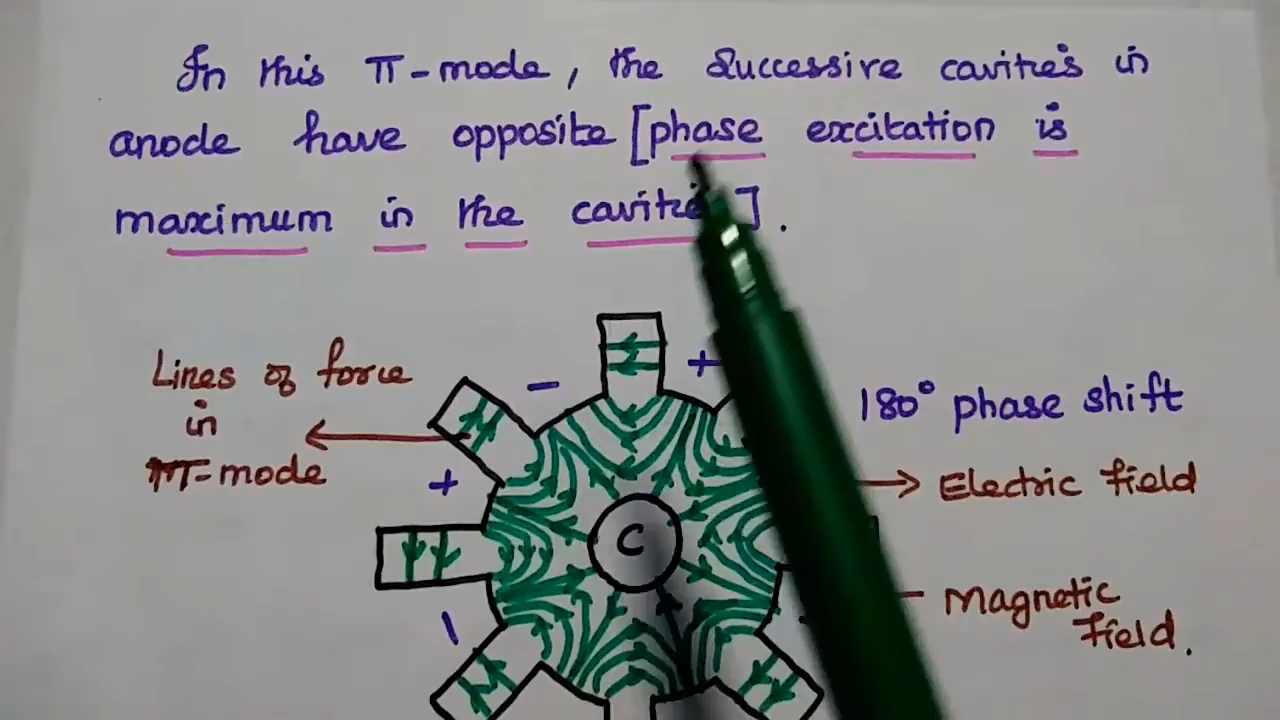 In this π-mode, the successive cavities in
anode have opposite [phase excitation is
maximum in the cavities].
Lines of force
in
π-mode
180° phase shift
Electric field
Magnetic
field.
- +
+
-
C